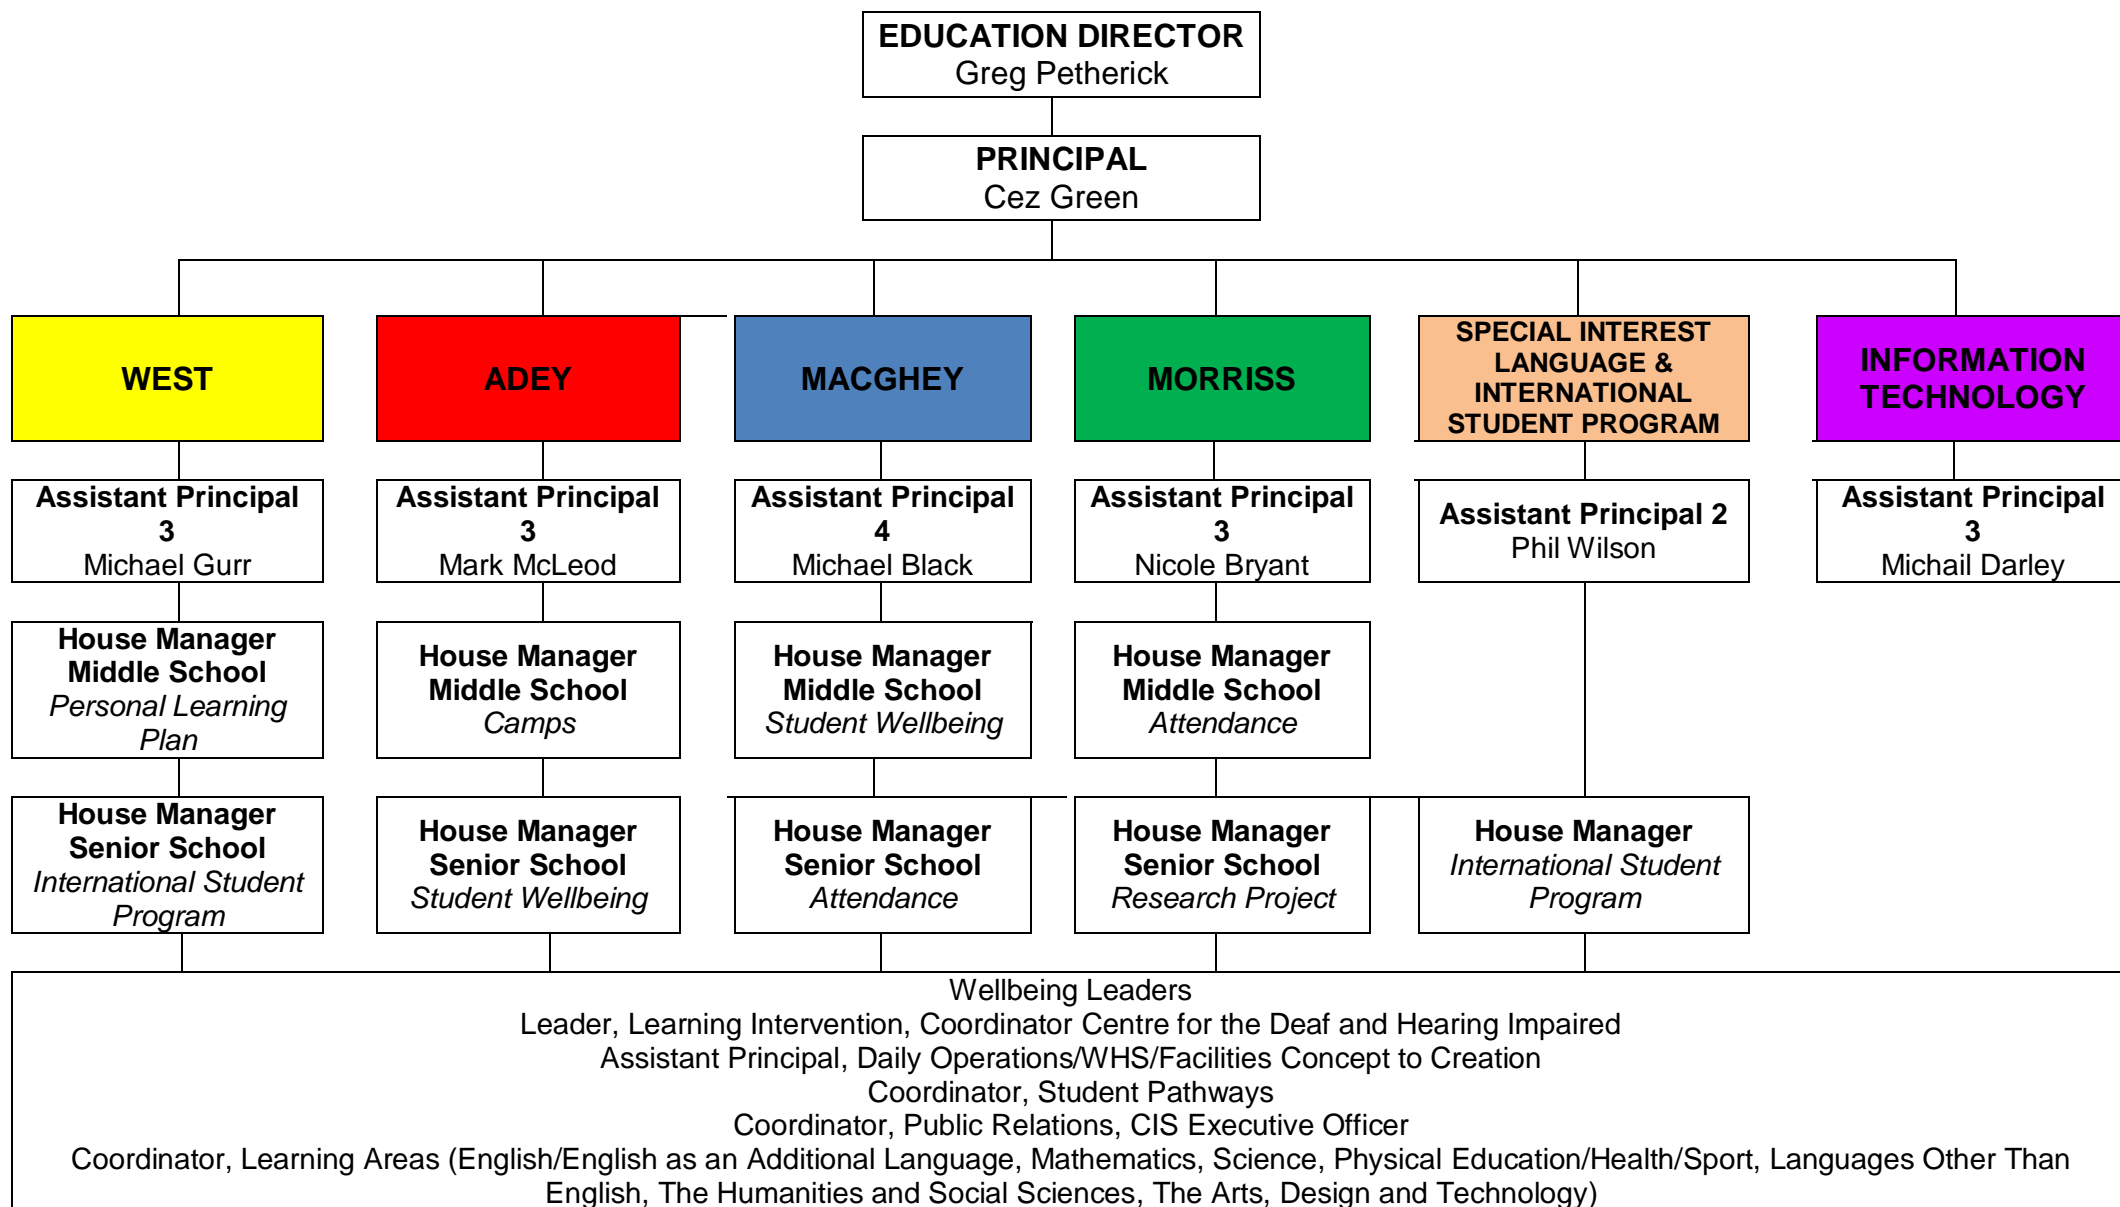 EDUCATION DIRECTOR
Greg Petherick
PRINCIPAL
Cez Green
WEST
ADEY
MACGHEY
MORRISS
SPECIAL INTEREST
LANGUAGE &
INTERNATIONAL
STUDENT PROGRAM
INFORMATION
TECHNOLOGY
Assistant Principal
3
Michael Gurr
Assistant Principal
3
Mark McLeod
Assistant Principal
4
Michael Black
Assistant Principal
3
Nicole Bryant
Assistant Principal 2
Phil Wilson
Assistant Principal
3
Michail Darley
House Manager
Middle School
Personal Learning
Plan
House Manager
Middle School
Camps
House Manager
Middle School
Student Wellbeing
House Manager
Middle School
Attendance
House Manager
Senior School
International Student
Program
House Manager
Senior School
Student Wellbeing
House Manager
Senior School
Attendance
House Manager
Senior School
Research Project
House Manager
International Student
Program
Wellbeing Leaders
Leader, Learning Intervention, Coordinator Centre for the Deaf and Hearing Impaired
Assistant Principal, Daily Operations/WHS/Facilities Concept to Creation
Coordinator, Student Pathways
Coordinator, Public Relations, CIS Executive Officer
Coordinator, Learning Areas (English/English as an Additional Language, Mathematics, Science, Physical Education/Health/Sport, Languages Other Than
English, The Humanities and Social Sciences, The Arts, Design and Technology)